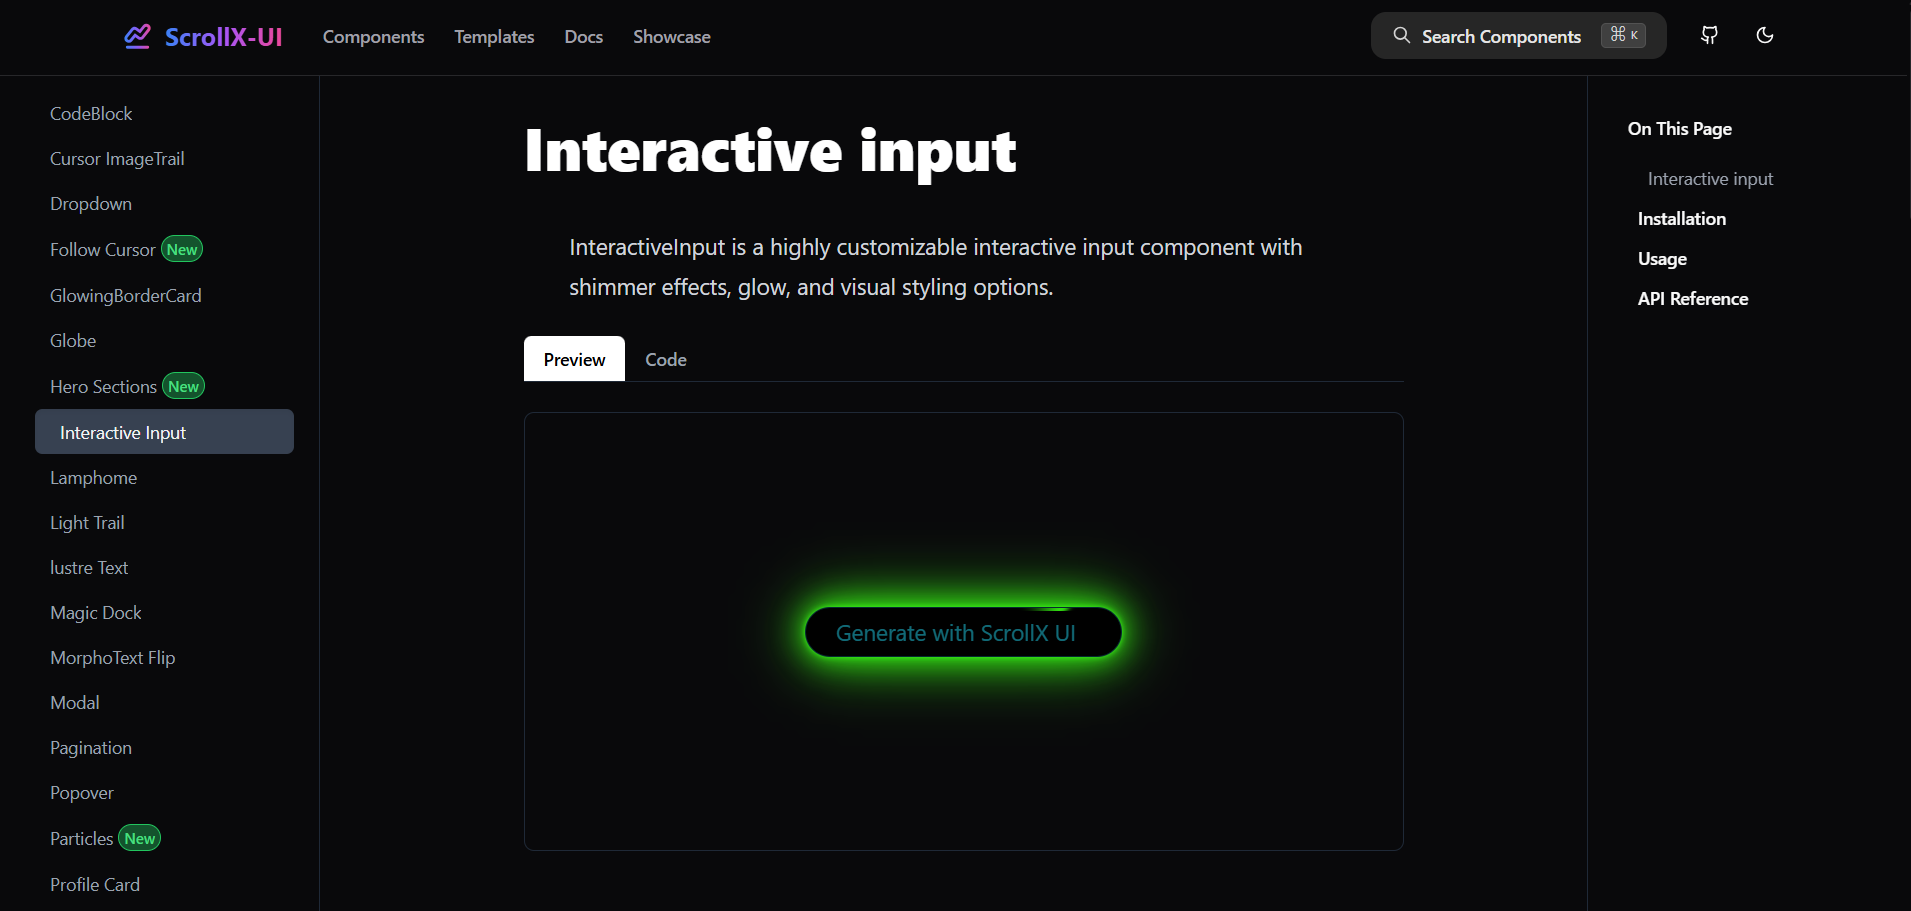 ScrollX-UI
Components
Templates
Docs
Showcase
Search Components
⌘ K
CodeBlock
Cursor ImageTrail
Dropdown
Follow Cursor New
GlowingBorderCard
Globe
Hero Sections New
Interactive Input
Lamphome
Light Trail
lustre Text
Magic Dock
MorphoText Flip
Modal
Pagination
Popover
Particles New
Profile Card
Interactive input
InteractiveInput is a highly customizable interactive input component with
shimmer effects, glow, and visual styling options.
Preview
Code
Generate with ScrollX UI
On This Page
Interactive input
Installation
Usage
API Reference